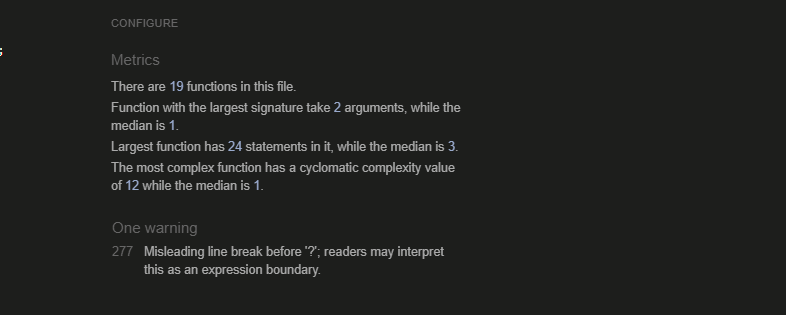 CONFIGURE
;
Metrics
There are 19 functions in this file.
Function with the largest signature take 2 arguments, while the
median is 1.
Largest function has 24 statements in it, while the median is 3.
The most complex function has a cyclomatic complexity value
of 12 while the median is 1.
One warning
277 Misleading line break before '?'; readers may interpret
this as an expression boundary.